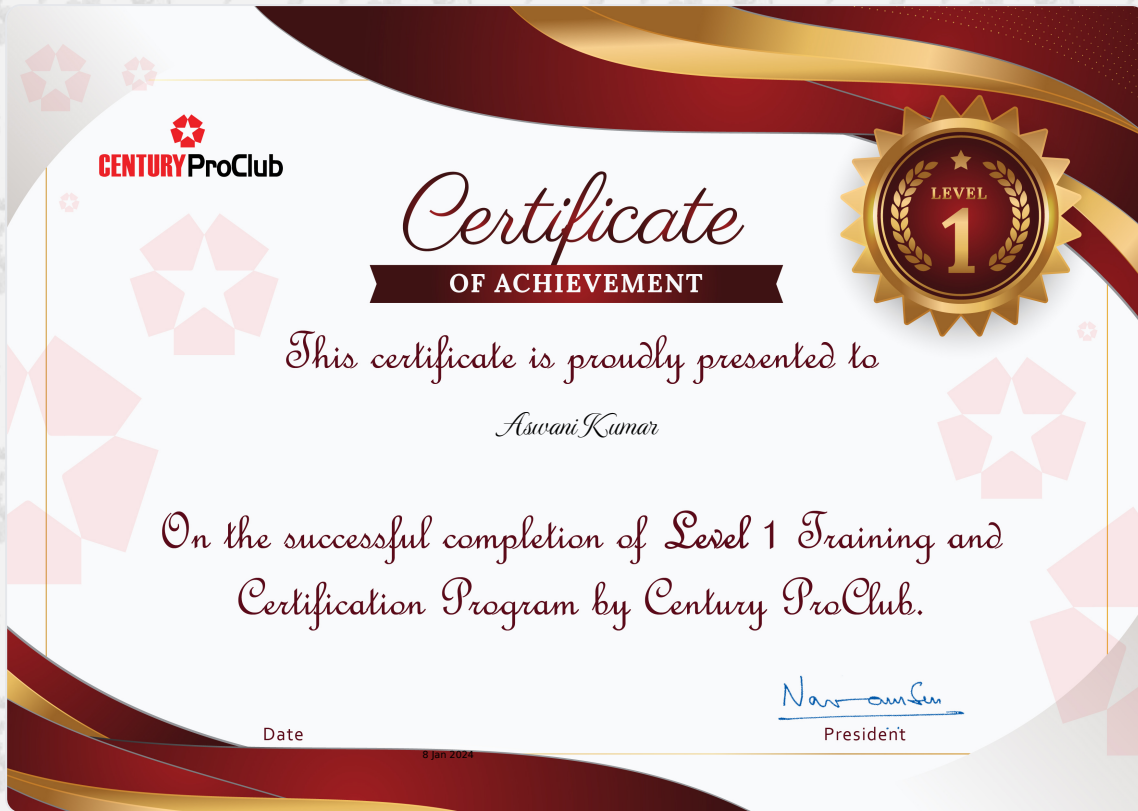 CENTURY ProClub
LEVEL
1
Certificate
OF ACHIEVEMENT
This certificate is proudly presented to
Aswani Kumar
On the successful completion of Level 1 Training and
Certification Program by Century ProClub.
Date
President
8 Jan 2024